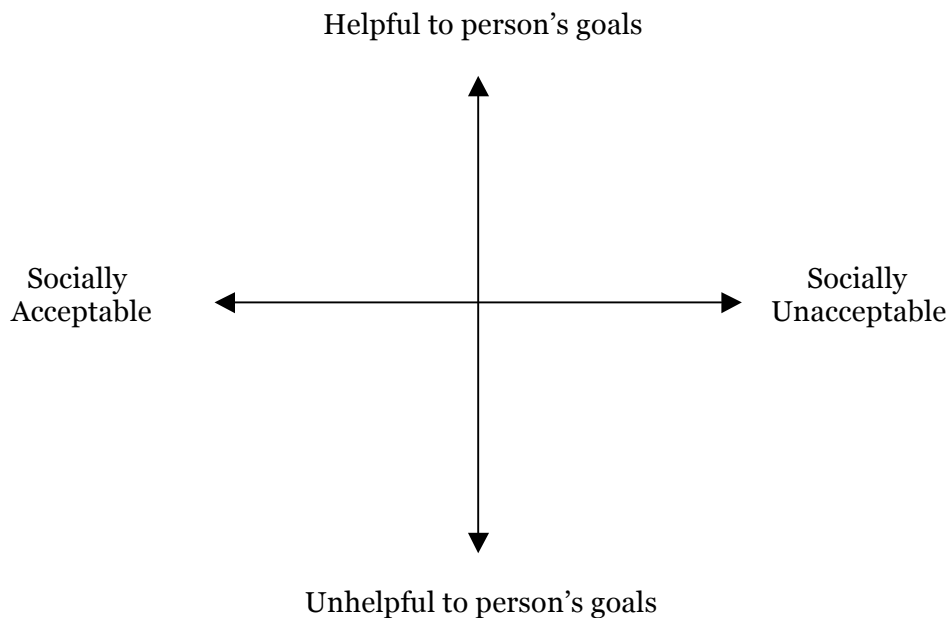 Helpful to person’s goals
Socially
Acceptable
Socially
Unacceptable
Unhelpful to person’s goals